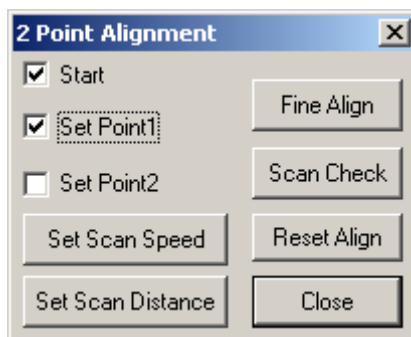 2 Point Alignment
Start
Set Point1
Set Point2
Fine Align
Scan Check
Set Scan Speed
Reset Align
Set Scan Distance
Close